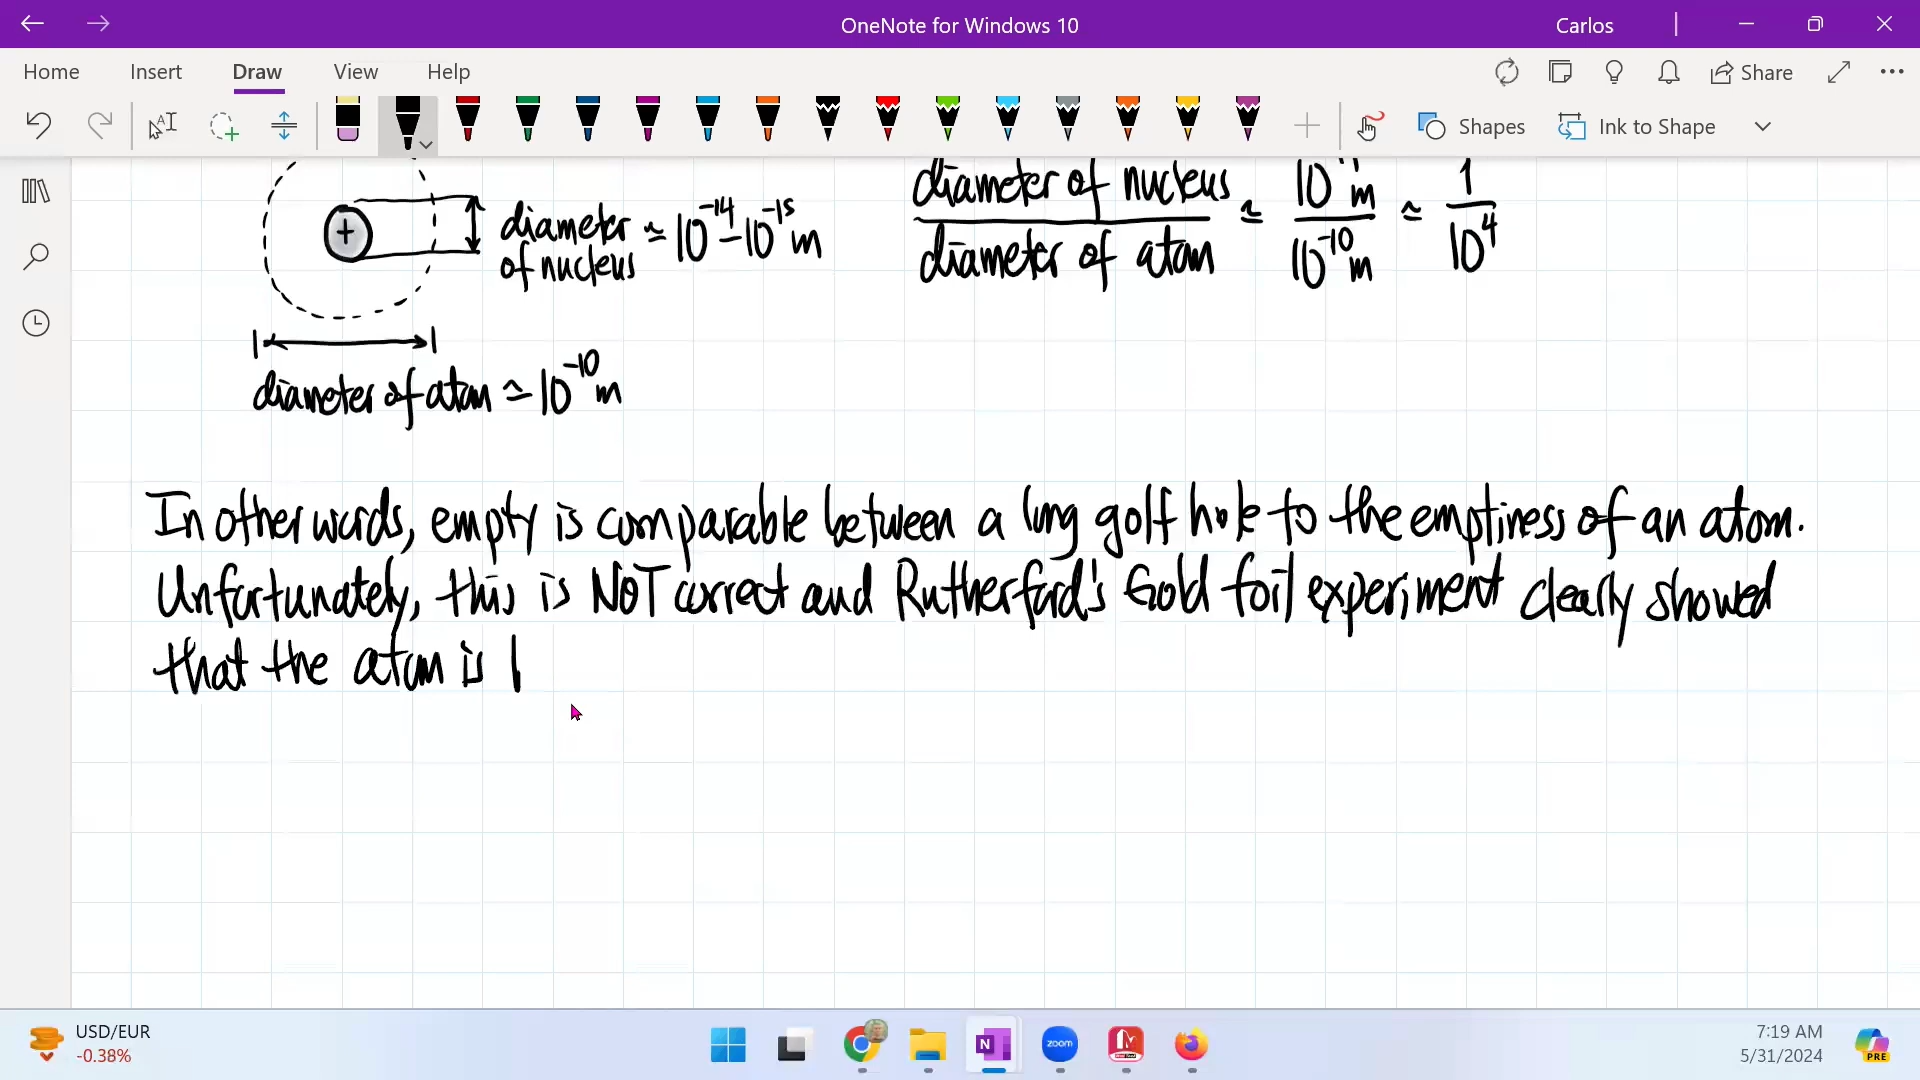 OneNote for Windows 10
Carlos
Home Insert Draw View Help
Share
Shapes
Ink to Shape
diameter ≃ 10^-14 - 10^-15 m
of nucleus
diameter of nucleus / diameter of atom ≃ 10 m / 10^-10 m ≃ 1 / 10^4
+
diameter of atom ≃ 10^-10 m
In other words, empty is comparable between a long golf hole to the emptiness of an atom.
Unfortunately, this is NOT correct and Rutherford's Gold foil experiment clearly showed
that the atom is
USD/EUR
-0.38%
zoom
7:19 AM
5/31/2024
PRE